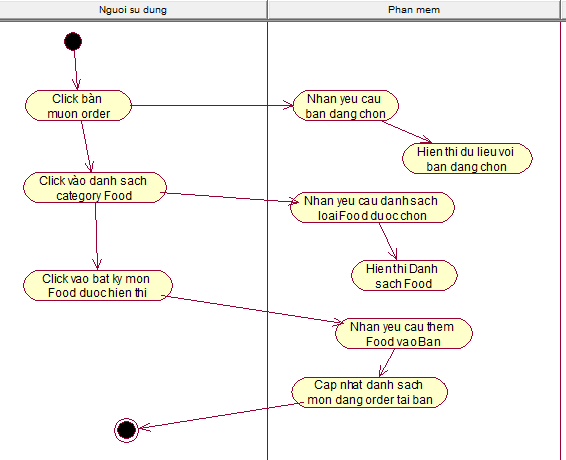 Nguoi su dung
Phan mem
Click bàn
muon order
Nhan yeu cau
ban dang chon
Hien thi du lieu voi
ban dang chon
Click vào danh sach
category Food
Nhan yeu cau danh sach
loai Food duoc chon
Hien thi Danh
sach Food
Click vao bat ky mon
Food duoc hien thi
Nhan yeu cau them
Food vao Ban
Cap nhat danh sach
mon dang order tai ban